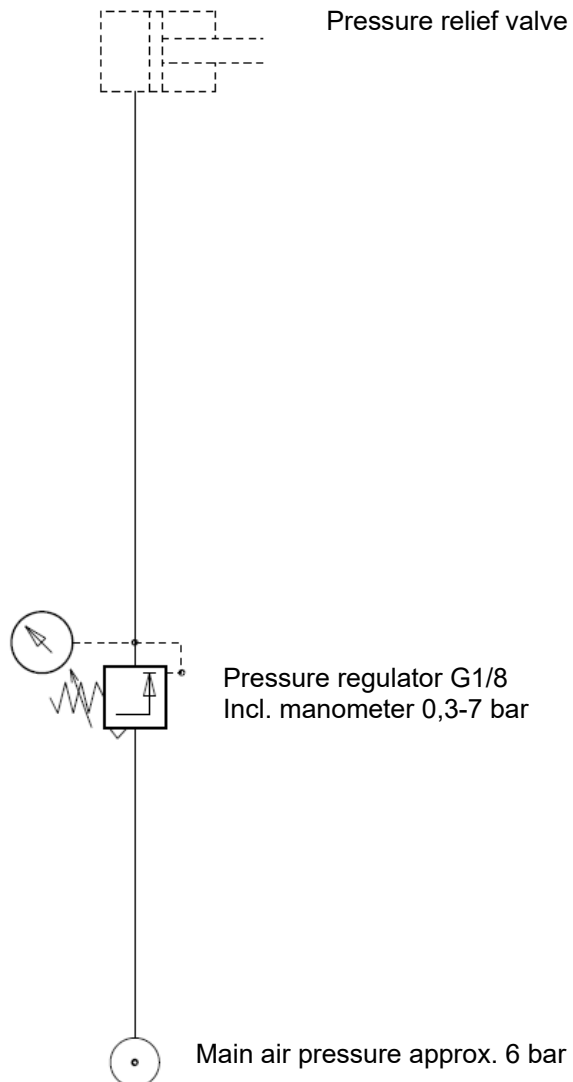 Pressure relief valve
Pressure regulator G1/8
Incl. manometer 0,3-7 bar
Main air pressure approx. 6 bar